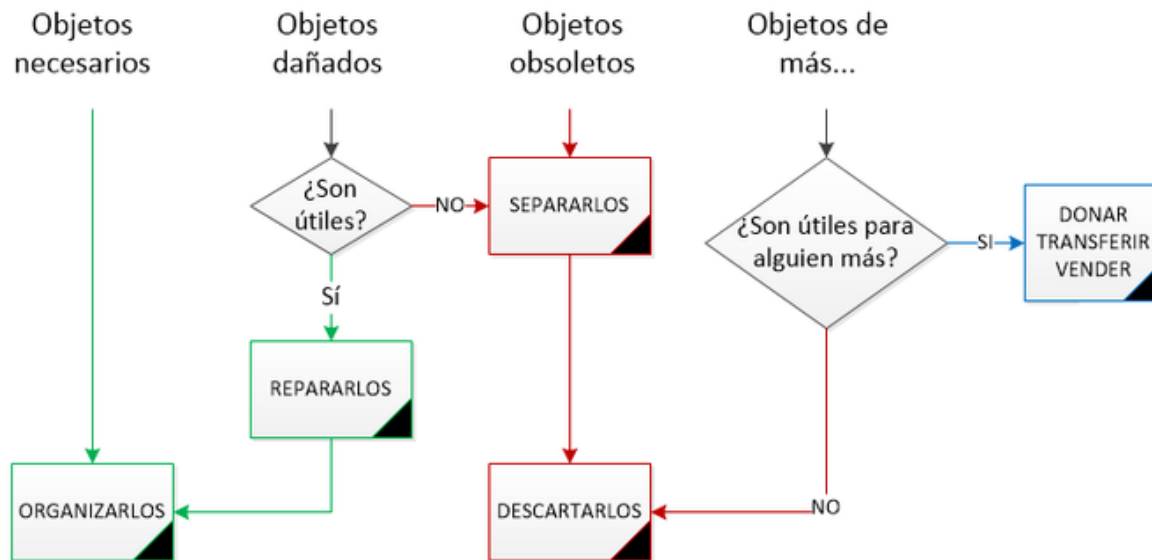 Objetos
necesarios
Objetos
dañados
Objetos
obsoletos
Objetos de
más...
¿Son
útiles?
NO
SEPARARLOS
¿Son útiles para
alguien más?
SI
DONAR
TRANSFERIR
VENDER
Sí
REPARARLOS
ORGANIZARLOS
DESCARTARLOS
NO